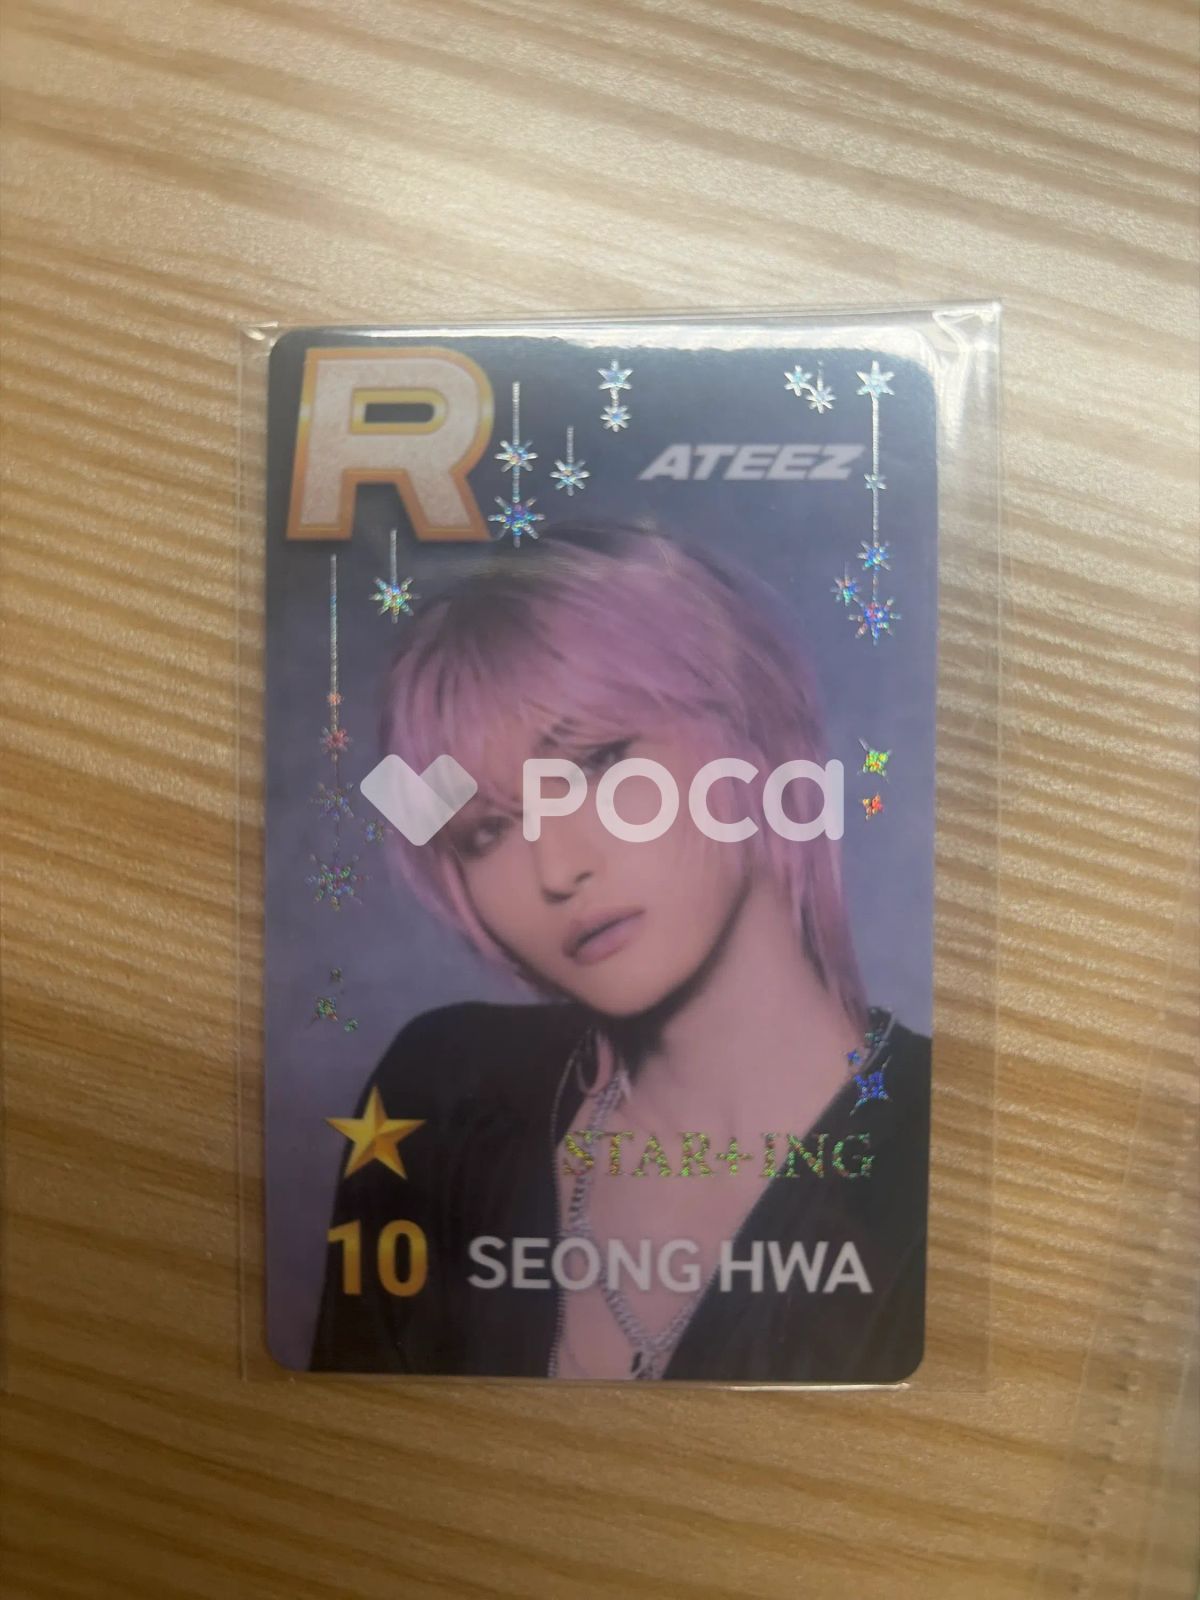 R
ATEEZ
POCA
STAR+ING
10 SEONG HWA